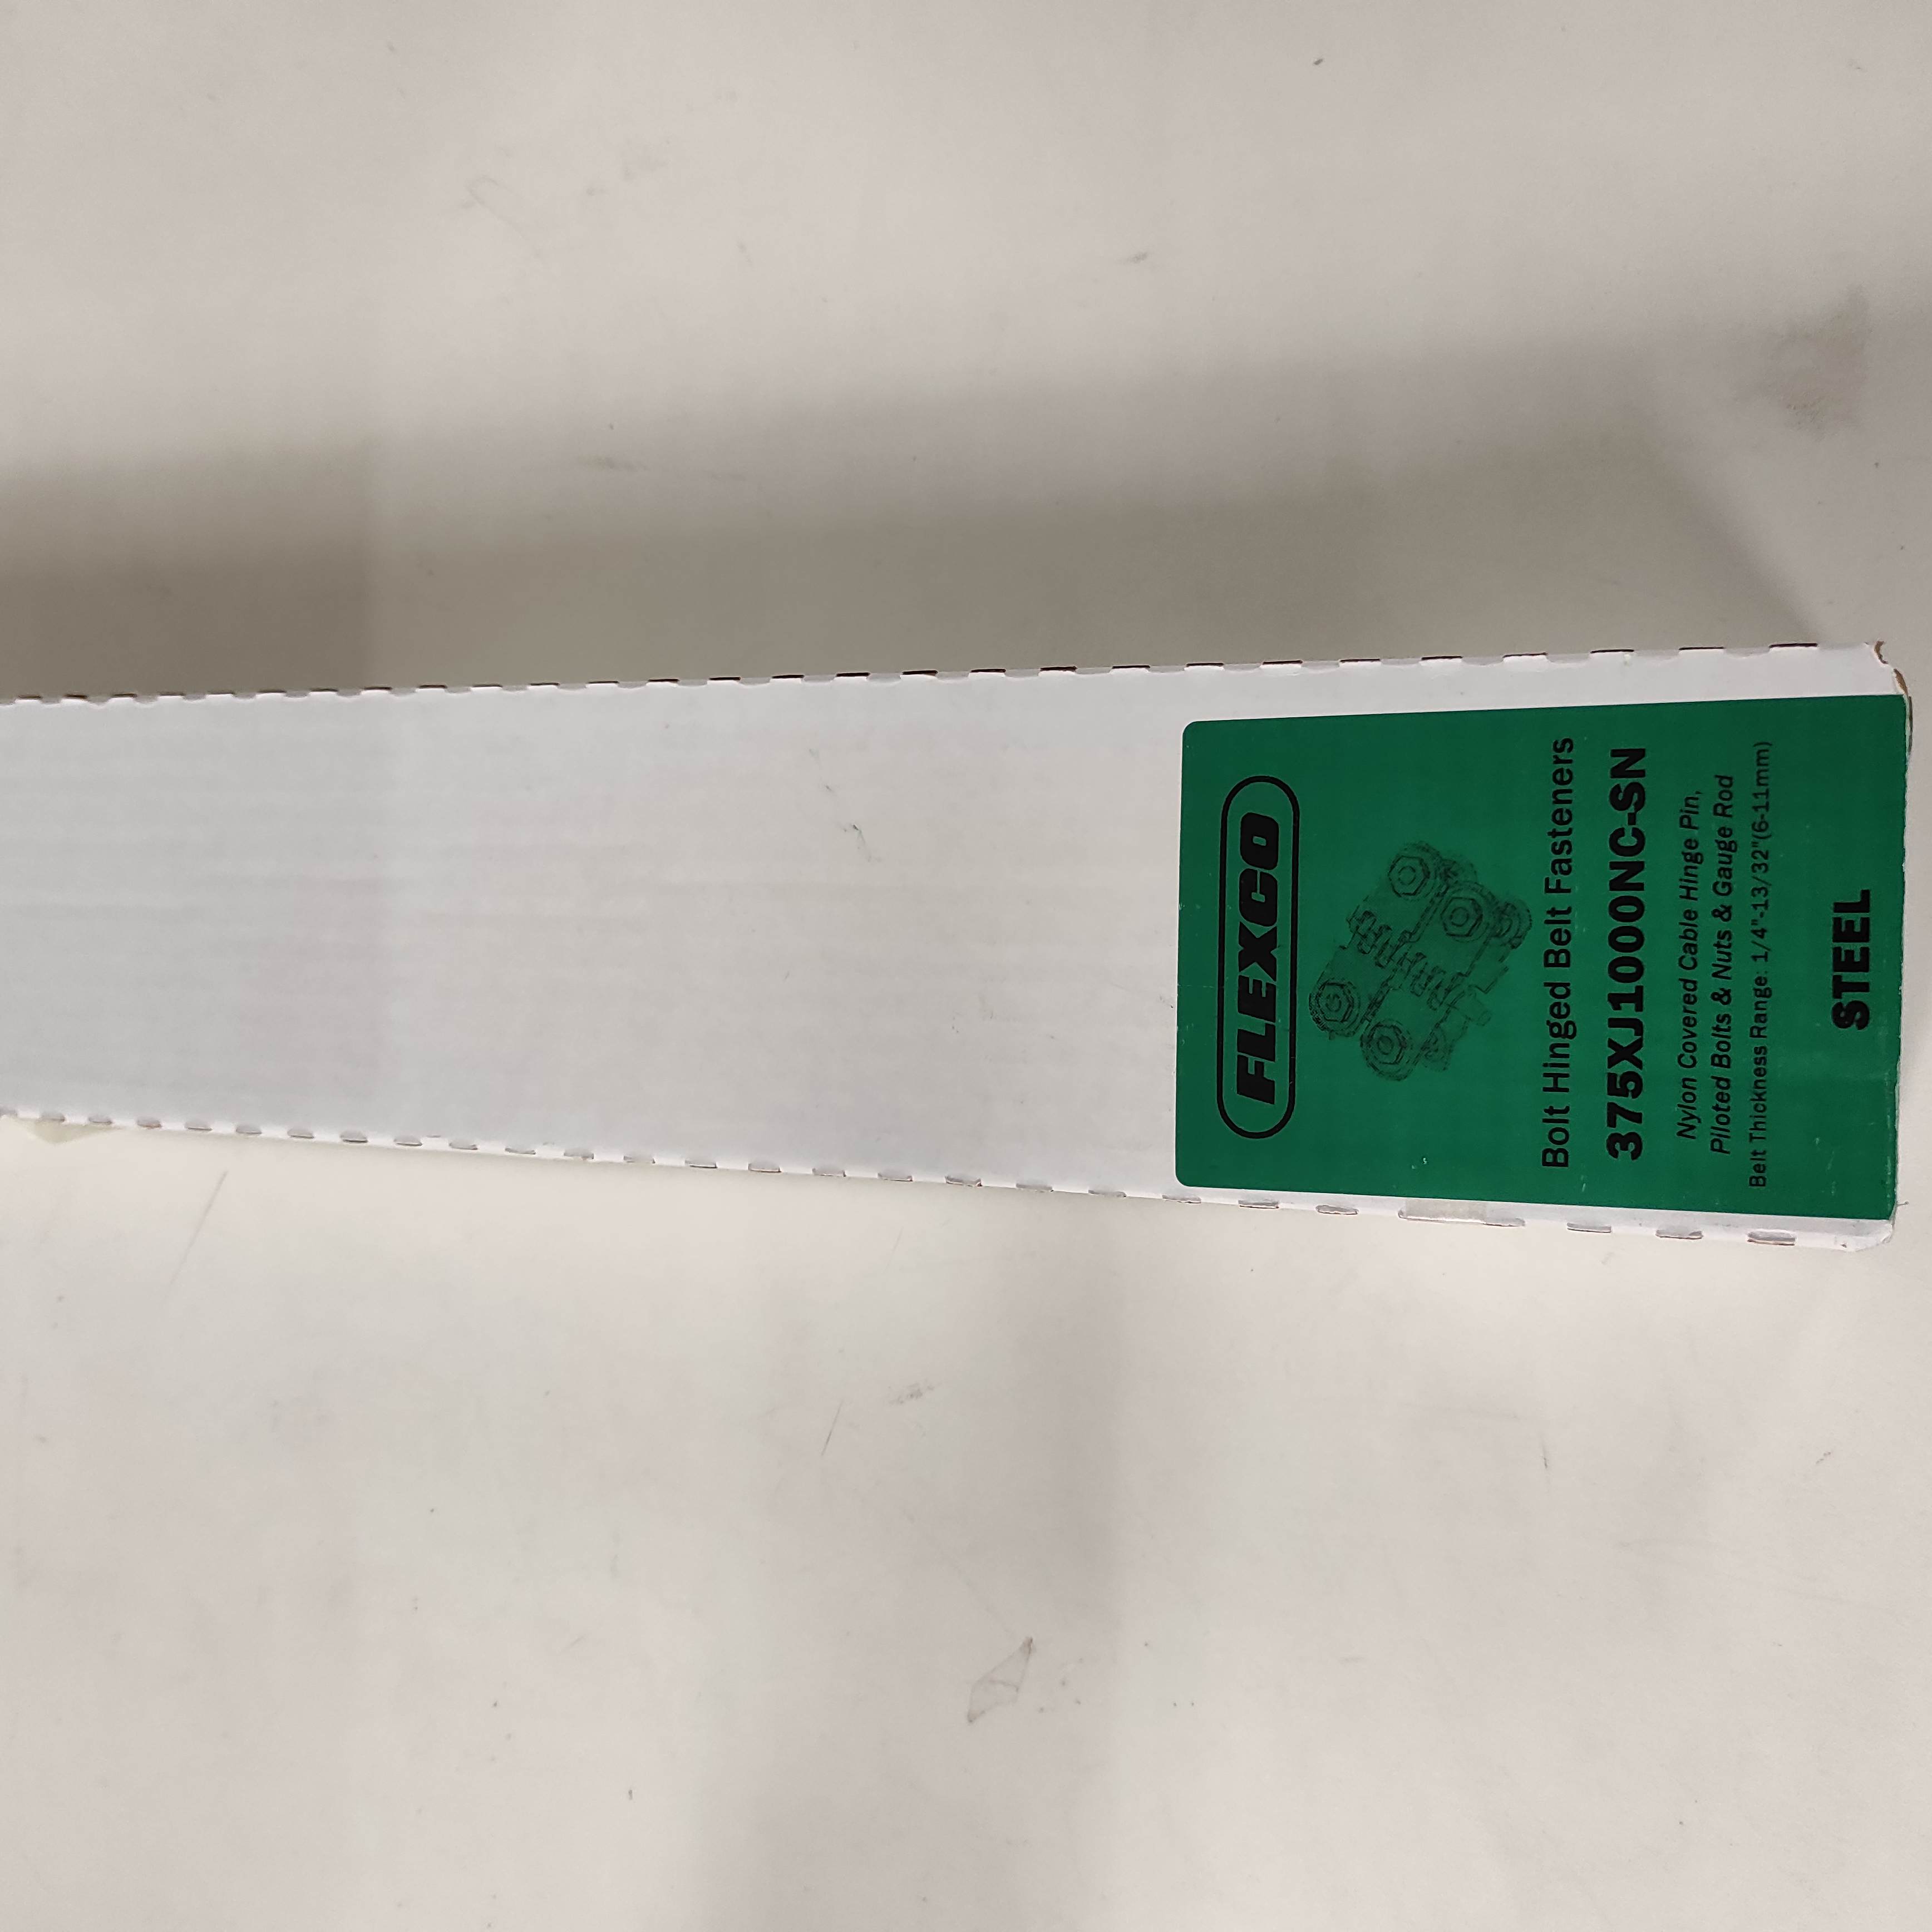 FLEXCO
Bolt Hinged Belt Fasteners
375XJ1000NC-SN
Nylon Covered Cable Hinge Pin,
Piloted Bolts & Nuts & Gauge Rod
Belt Thickness Range: 1/4"-13/32"(6-11mm)
STEEL